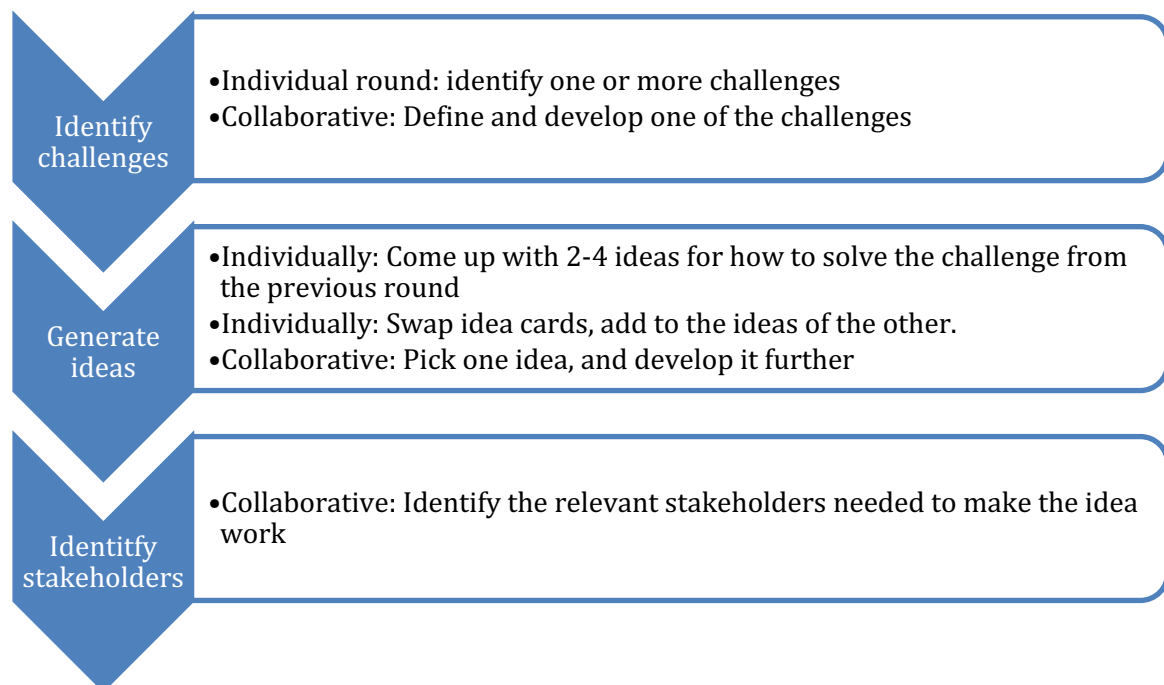 Identify
challenges
•Individual round: identify one or more challenges
•Collaborative: Define and develop one of the challenges
Generate
ideas
•Individually: Come up with 2-4 ideas for how to solve the challenge from
the previous round
•Individually: Swap idea cards, add to the ideas of the other.
•Collaborative: Pick one idea, and develop it further
Identitfy
stakeholders
•Collaborative: Identify the relevant stakeholders needed to make the idea
work